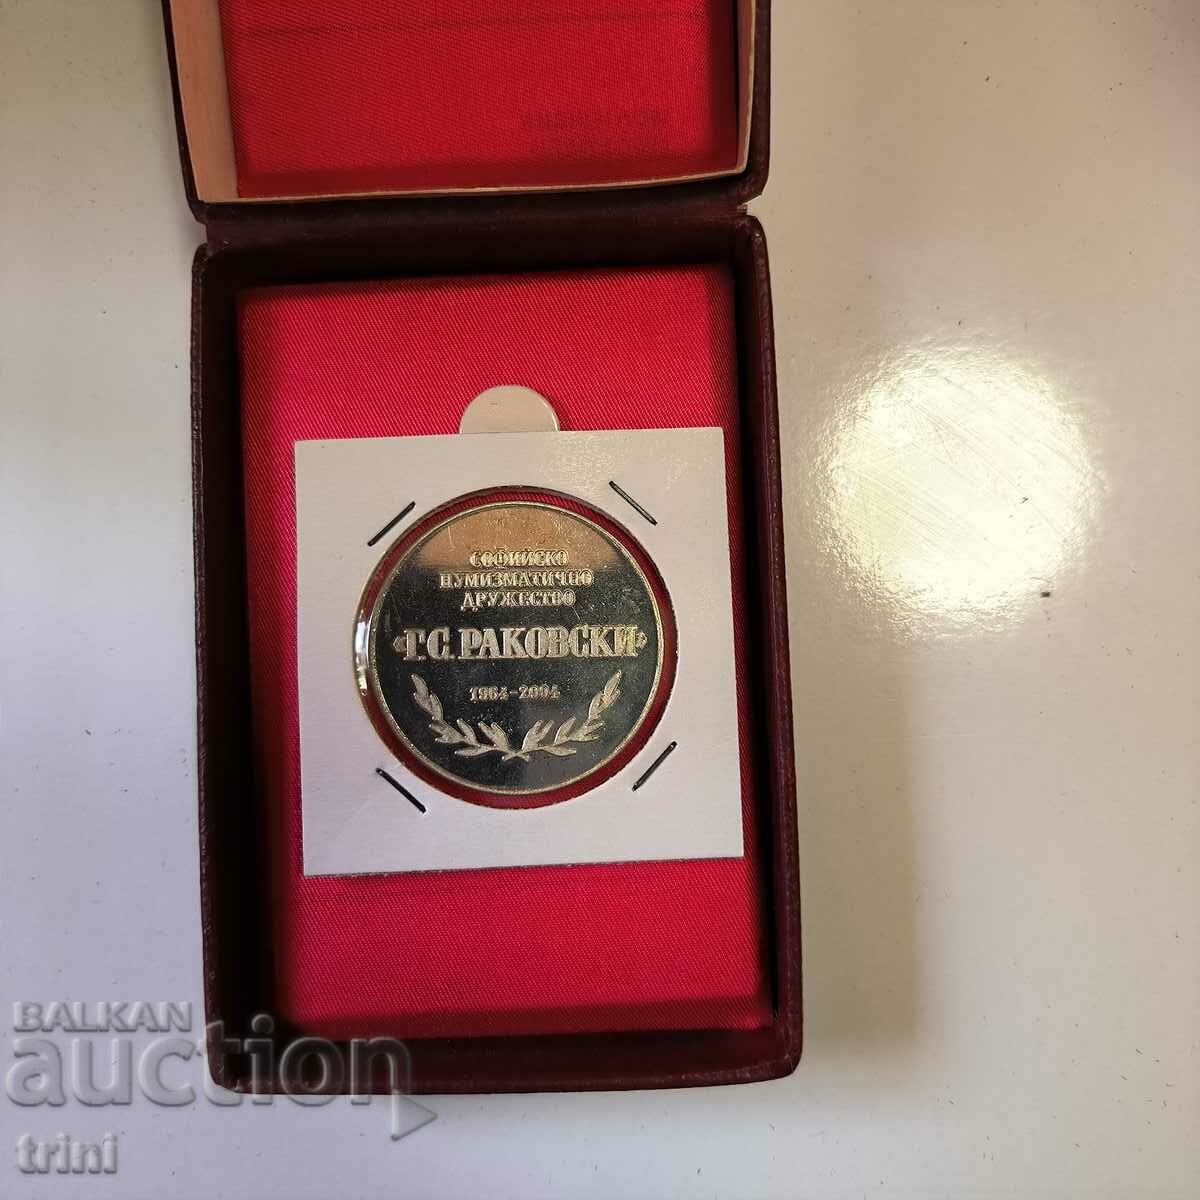 СОФИЙСКО
НУМИЗМАТИЧНО
ДРУЖЕСТВО
«Г.С. РАКОВСКИ»
1964-2004
BALKAN
auction
trini